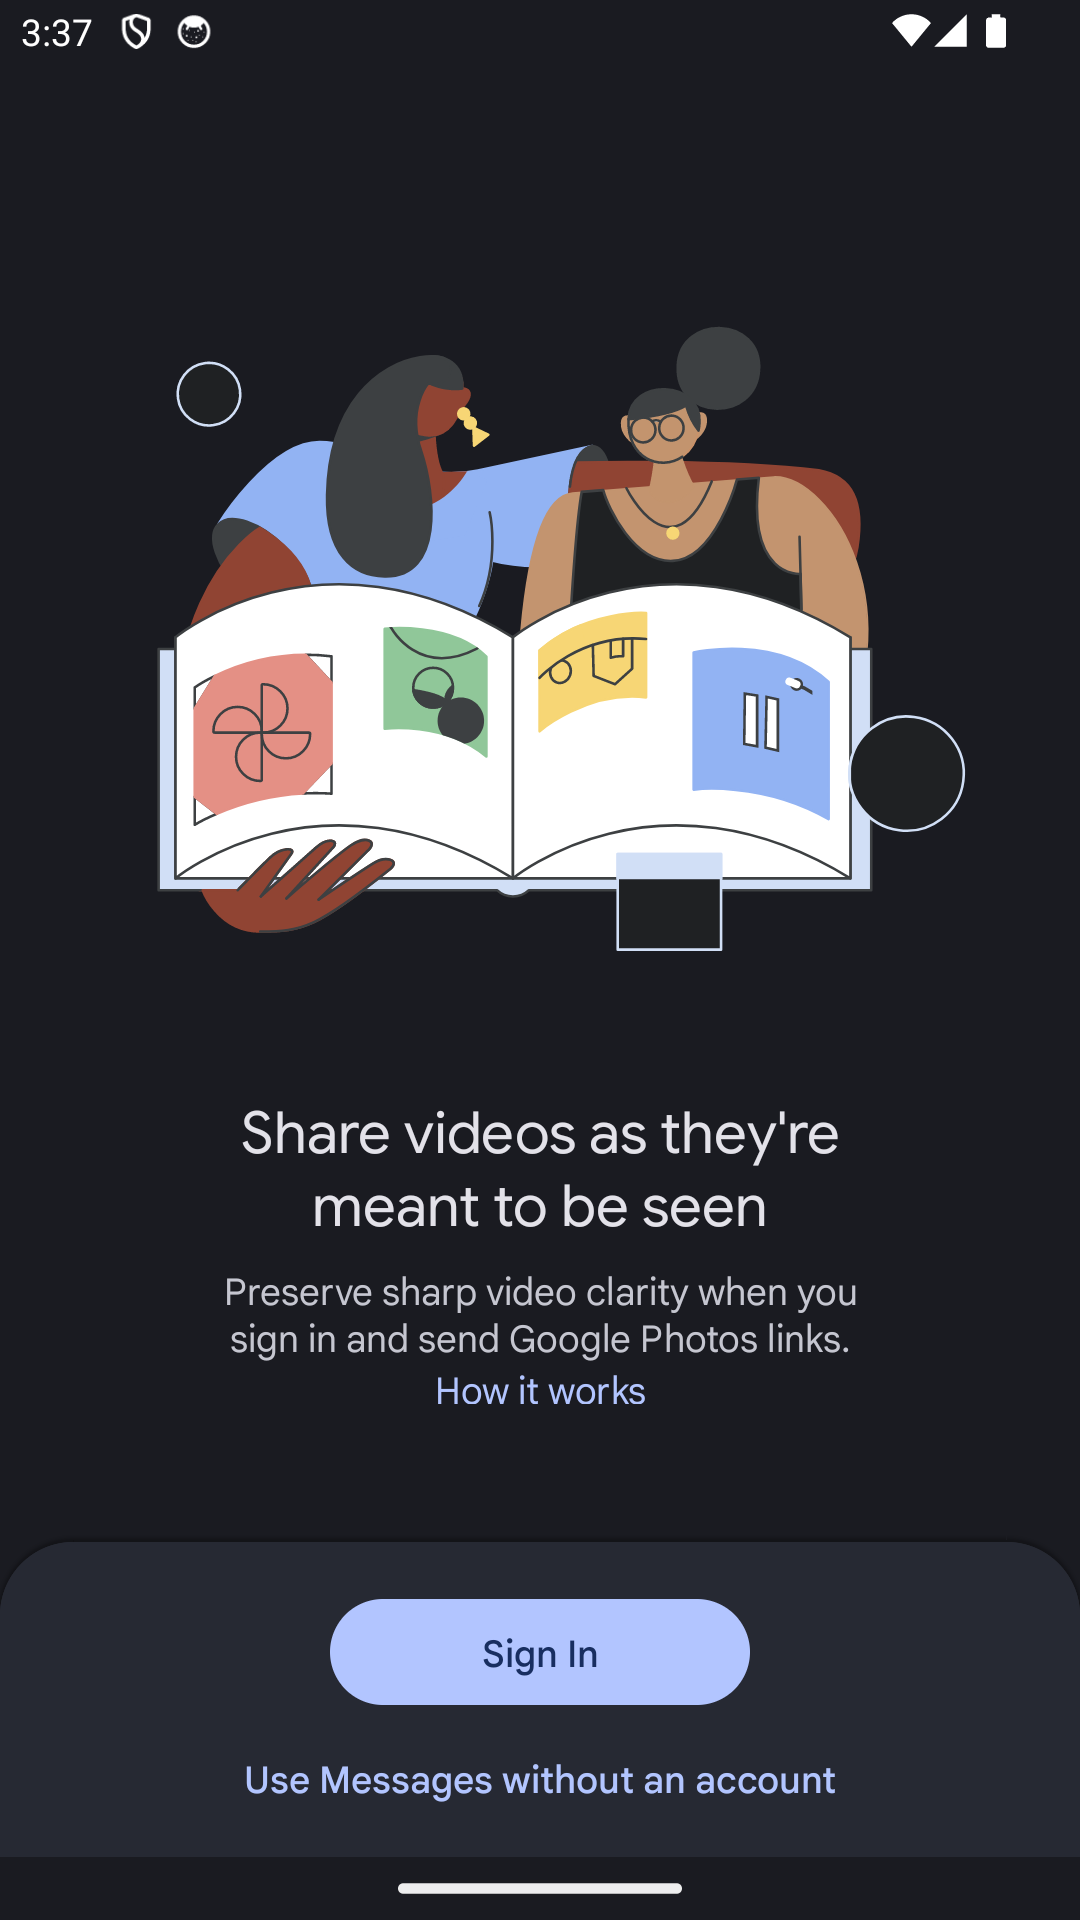 3:37
Share videos as they're
meant to be seen
Preserve sharp video clarity when you
sign in and send Google Photos links.
How it works
Sign In
Use Messages without an account